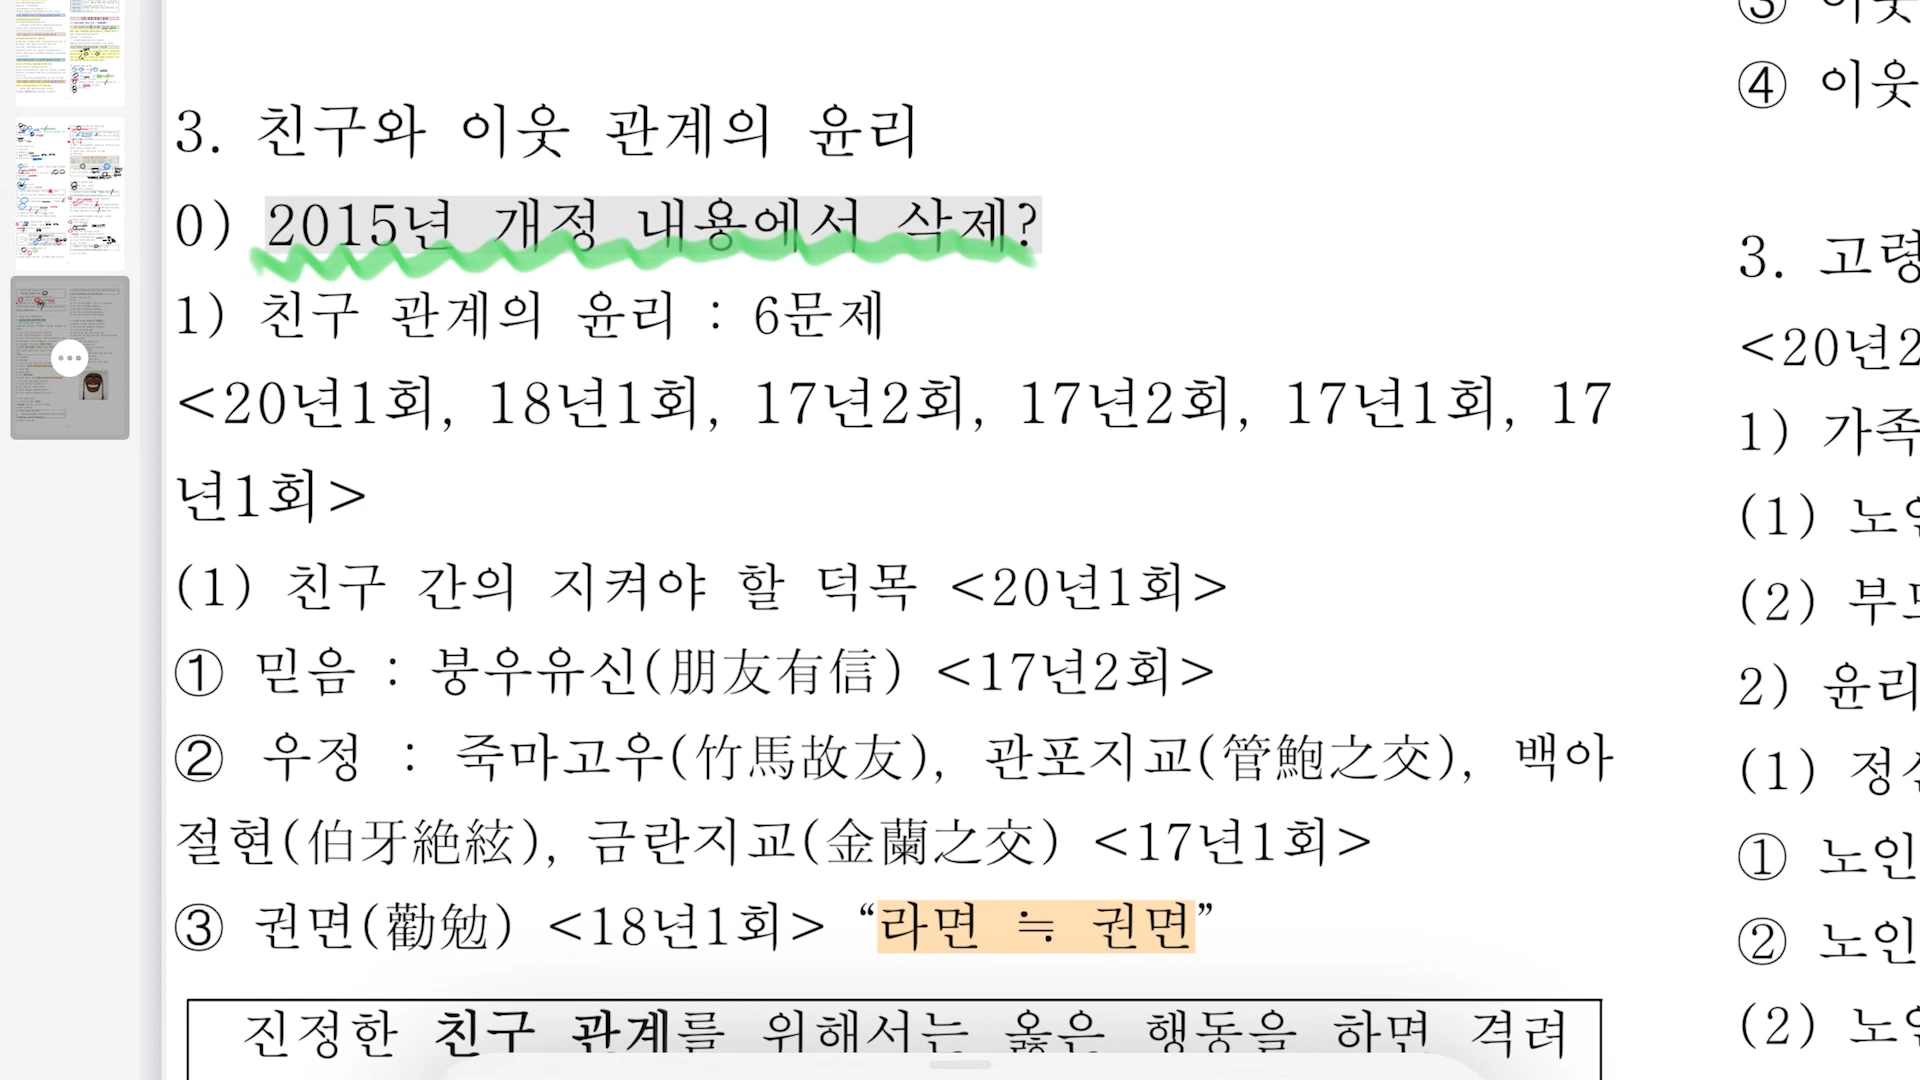 3. 친구와 이웃 관계의 윤리
0) 2015년 개정 내용에서 삭제?
1) 친구 관계의 윤리 : 6문제
<20년1회, 18년1회, 17년2회, 17년2회, 17년1회, 17
년1회>
(1) 친구 간의 지켜야 할 덕목 <20년1회>
① 믿음 : 붕우유신(朋友有信) <17년2회>
② 우정 : 죽마고우(竹馬故友), 관포지교(管鮑之交), 백아
절현(伯牙絶絃), 금란지교(金蘭之交) <17년1회>
③ 권면(勸勉) <18년1회> “라면 ≒ 권면”
진정한 친구 관계를 위해서는 옳은 행동을 하면 격려
③ 이웃
④ 이웃
3. 고령
<20년2
1) 가족
(1) 노인
(2) 부모
2) 윤리
(1) 정신
① 노인
② 노인
(2) 노인